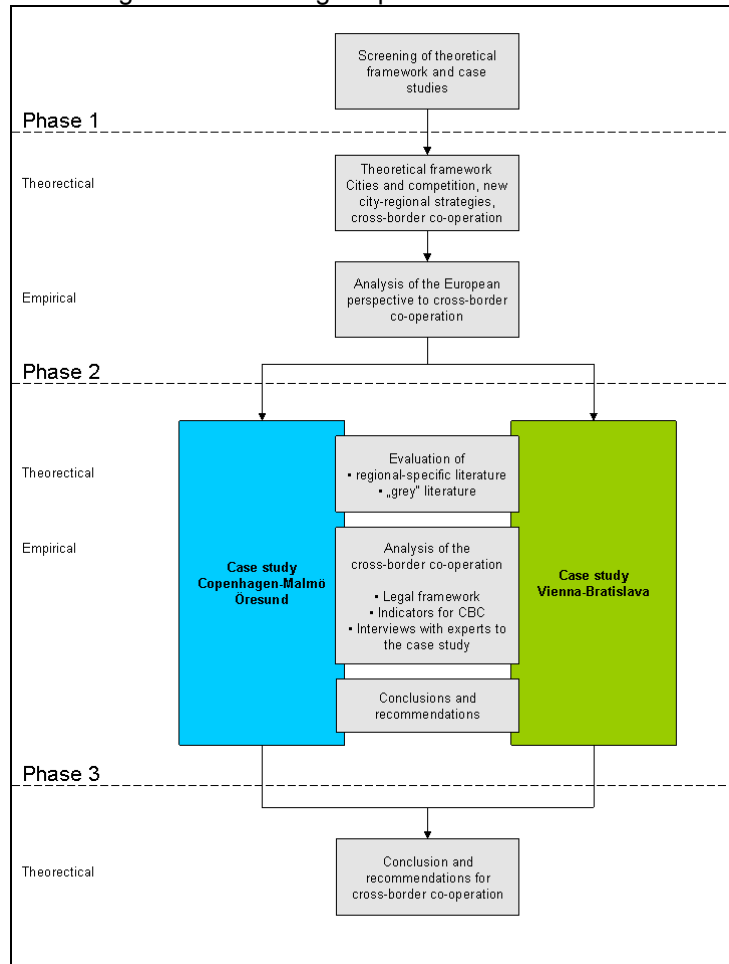 Screening of theoretical
framework and case
studies
Phase 1
Theorectical
Theoretical framework
Cities and competition, new
city-regional strategies,
cross-border co-operation
Empirical
Analysis of the European
perspective to cross-border
co-operation
Phase 2
Theorectical
Evaluation of
▪ regional-specific literature
▪ „grey" literature
Empirical
Case study
Copenhagen-Malmö
Öresund
Analysis of the
cross-border co-operation
▪ Legal framework
▪ Indicators for CBC
▪ Interviews with experts to
the case study
Case study
Vienna-Bratislava
Conclusions and
recommendations
Phase 3
Theorectical
Conclusion and
recommendations for
cross-border co-operation